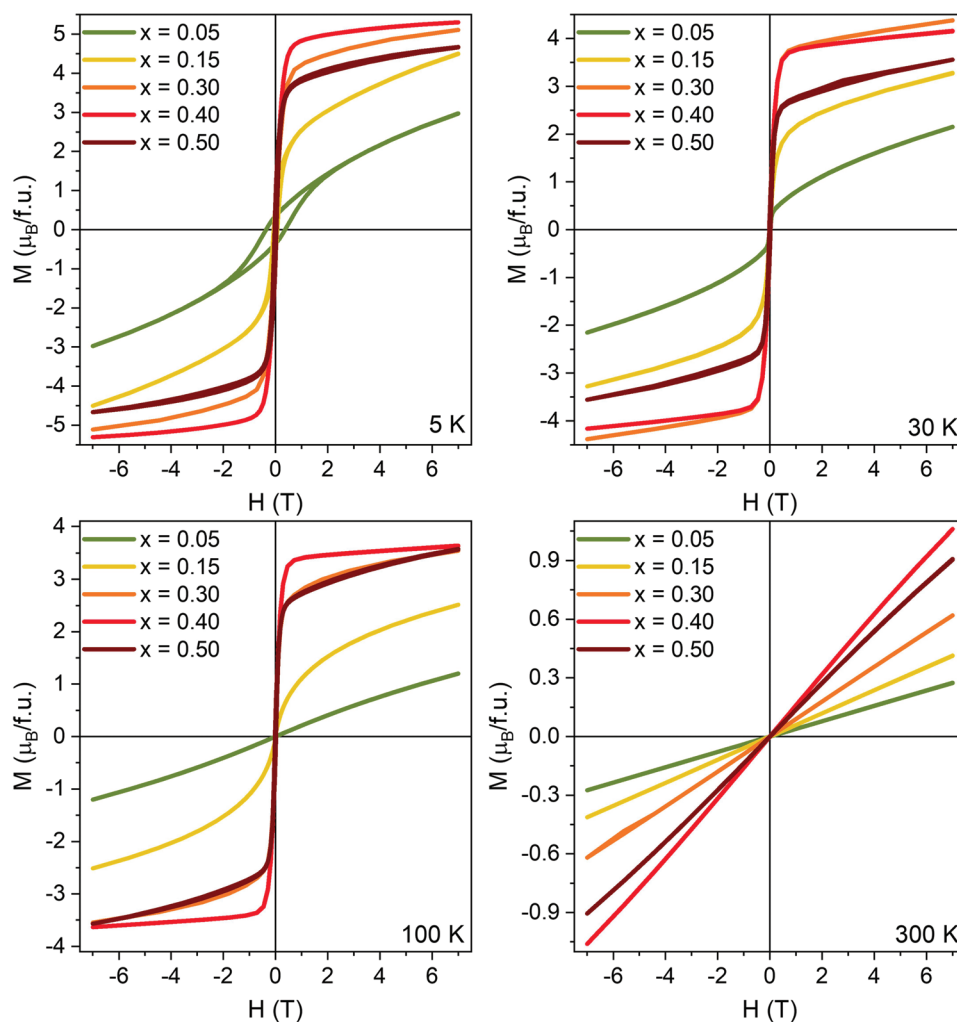 x = 0.05
x = 0.15
x = 0.30
x = 0.40
x = 0.50
5
4
3
2
1
0
-1
-2
-3
-4
-5
M (μB/f.u.)
-6 -4 -2 0 2 4 6
H (T)
5 K
x = 0.05
x = 0.15
x = 0.30
x = 0.40
x = 0.50
4
3
2
1
0
-1
-2
-3
-4
M (μB/f.u.)
-6 -4 -2 0 2 4 6
H (T)
30 K
x = 0.05
x = 0.15
x = 0.30
x = 0.40
x = 0.50
4
3
2
1
0
-1
-2
-3
-4
M (μB/f.u.)
-6 -4 -2 0 2 4 6
H (T)
100 K
x = 0.05
x = 0.15
x = 0.30
x = 0.40
x = 0.50
0.9
0.6
0.3
0.0
-0.3
-0.6
-0.9
M (μB/f.u.)
-6 -4 -2 0 2 4 6
H (T)
300 K